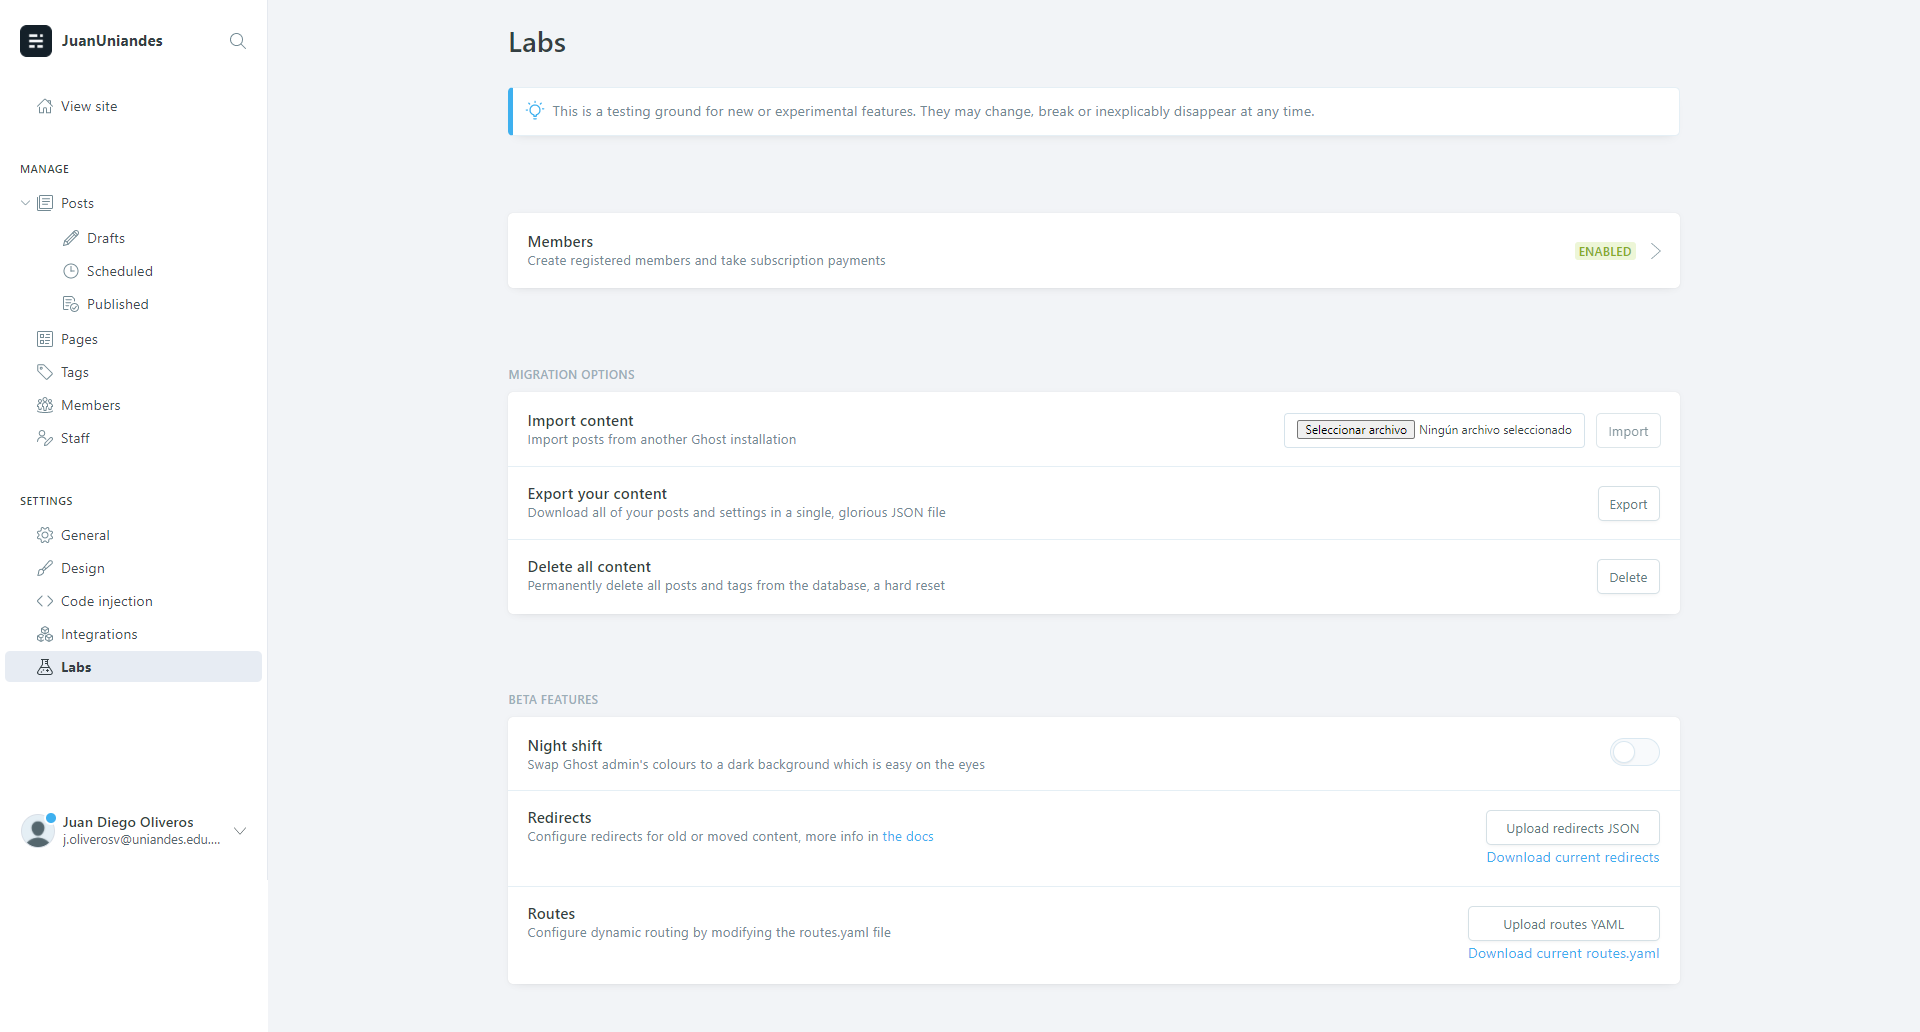 JuanUniandes
View site
MANAGE
Posts
Drafts
Scheduled
Published
Pages
Tags
Members
Staff
SETTINGS
General
Design
Code injection
Integrations
Labs
Juan Diego Oliveros
j.oliverosv@uniandes.edu....
Labs
This is a testing ground for new or experimental features. They may change, break or inexplicably disappear at any time.
Members
Create registered members and take subscription payments
ENABLED
MIGRATION OPTIONS
Import content
Import posts from another Ghost installation
Seleccionar archivo Ningún archivo seleccionado
Import
Export your content
Download all of your posts and settings in a single, glorious JSON file
Export
Delete all content
Permanently delete all posts and tags from the database, a hard reset
Delete
BETA FEATURES
Night shift
Swap Ghost admin's colours to a dark background which is easy on the eyes
Redirects
Configure redirects for old or moved content, more info in the docs
Upload redirects JSON
Download current redirects
Routes
Configure dynamic routing by modifying the routes.yaml file
Upload routes YAML
Download current routes.yaml